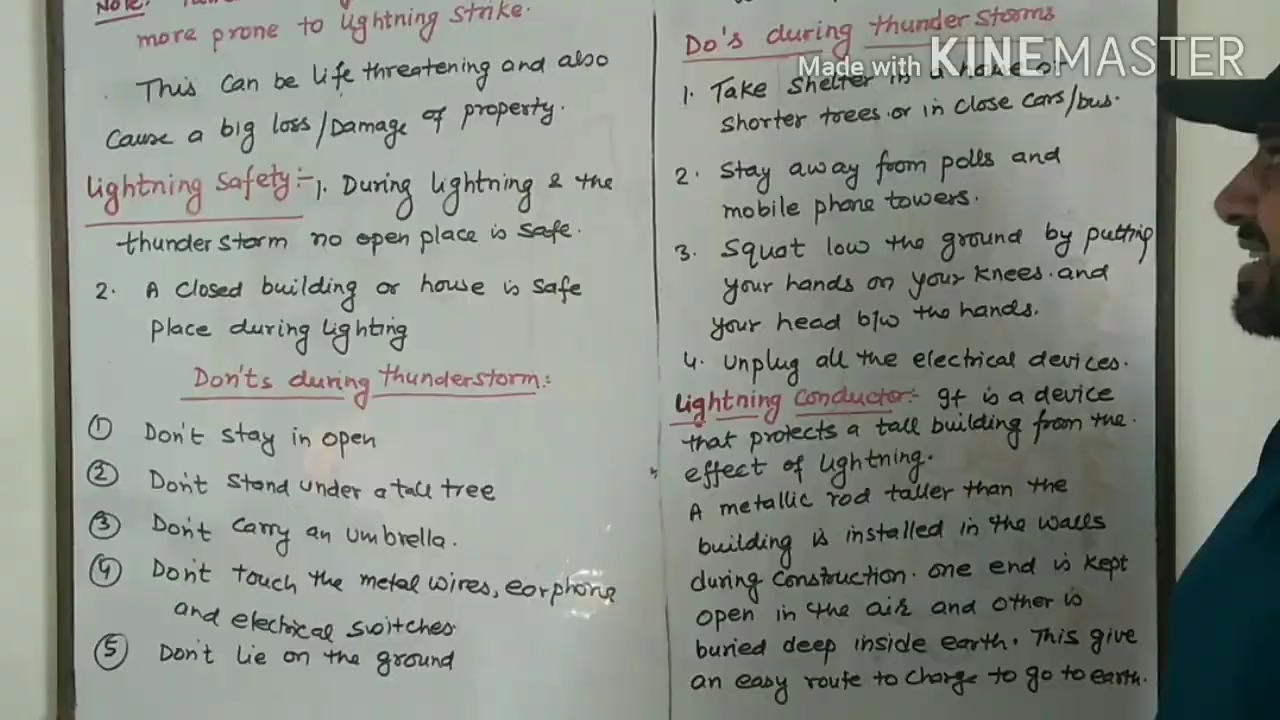 Note:
more prone to lightning strike.
This can be life threatening and also
cause a big loss/Damage of property.
Lightning Safety:- 1. During lightning & the
thunderstorm no open place is safe.
2. A closed building or house is safe
place during lighting
Don'ts during thunderstorm:
① Don't stay in open
② Don't stand under a tall tree
③ Don't carry an umbrella.
④ Don't touch the metal wires, earphone
and electrical switches.
⑤ Don't lie on the ground
Do's during thunderstorms
Made with KINEMASTER
1. Take shelter in a
shorter trees or in close cars/bus.
2. Stay away from polls and
mobile phone towers.
3. Squat low the ground by putting
your hands on your knees and
your head b/w the hands.
4. Unplug all the electrical devices.
Lightning Conductor:- It is a device
that protects a tall building from the
effect of lightning.
A metallic rod taller than the
building is installed in the walls
during construction. one end is kept
open in the air and other is
buried deep inside earth. This give
an easy route to charge to go to earth.